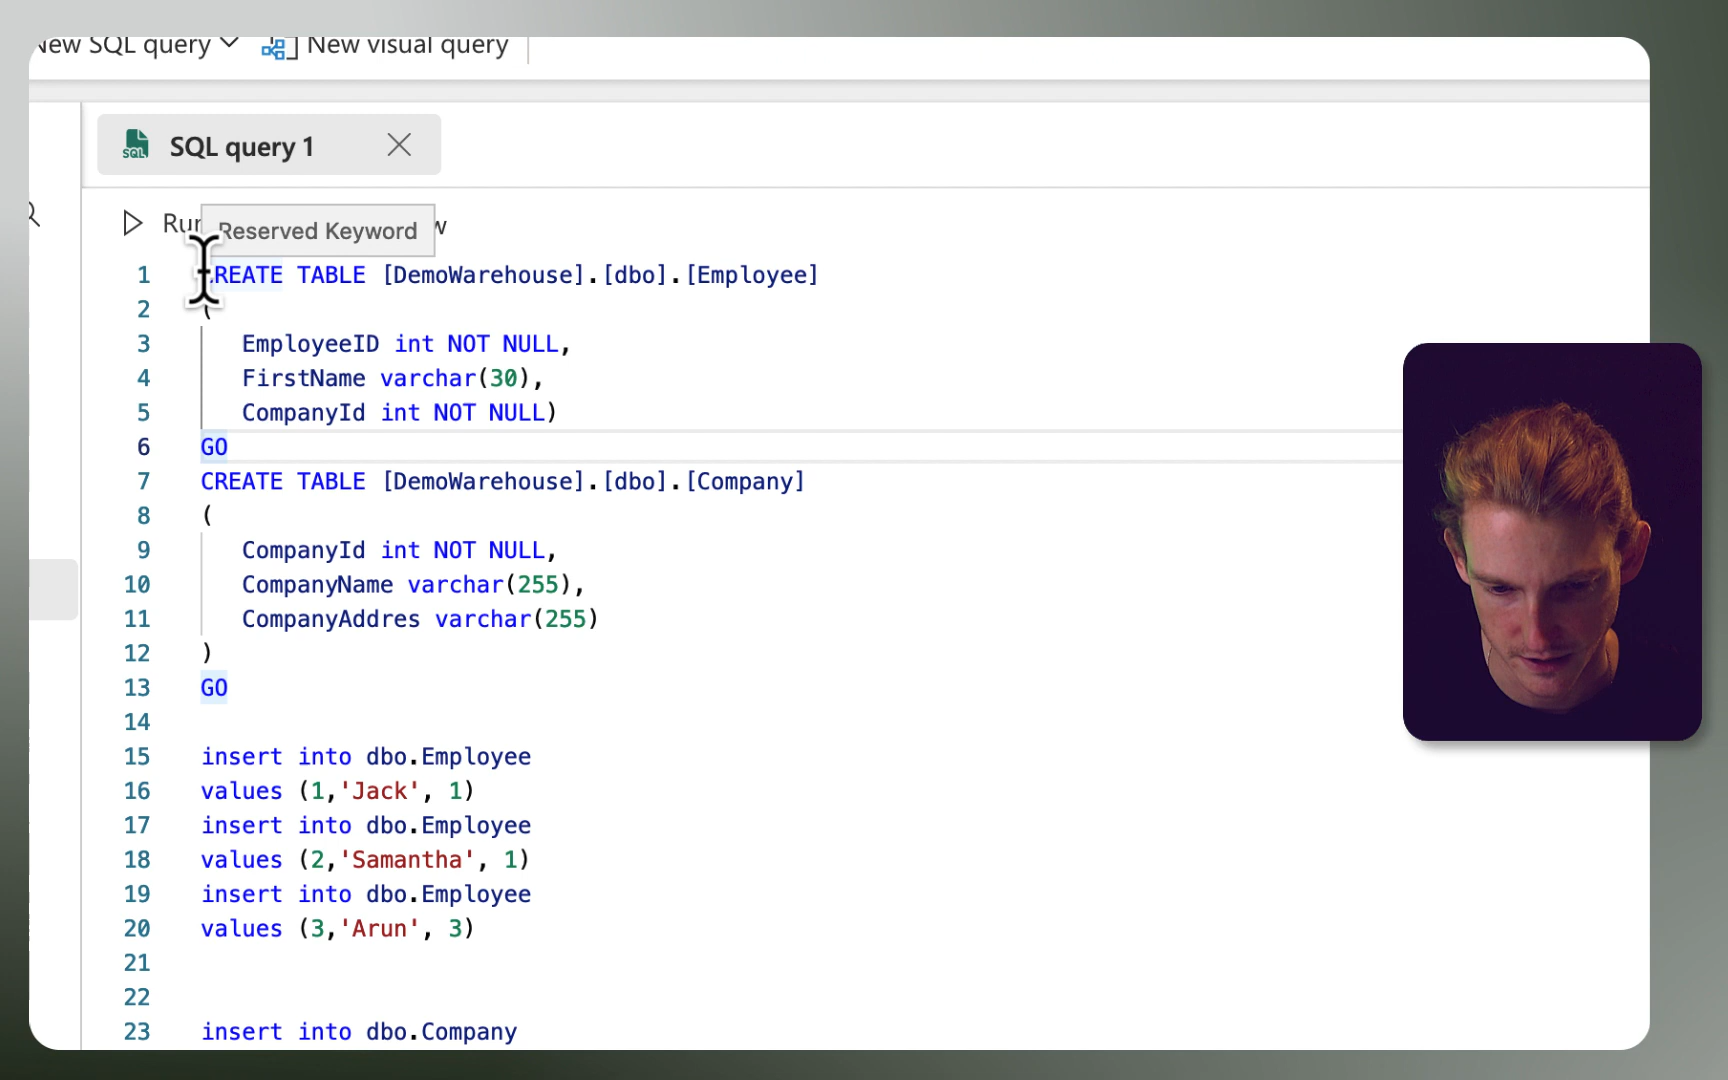 New SQL query New visual query
SQL query 1
Run
Reserved Keyword
1 CREATE TABLE [DemoWarehouse].[dbo].[Employee]
2 (
3 EmployeeID int NOT NULL,
4 FirstName varchar(30),
5 CompanyId int NOT NULL)
6 GO
7 CREATE TABLE [DemoWarehouse].[dbo].[Company]
8 (
9 CompanyId int NOT NULL,
10 CompanyName varchar(255),
11 CompanyAddres varchar(255)
12 )
13 GO
14
15 insert into dbo.Employee
16 values (1,'Jack', 1)
17 insert into dbo.Employee
18 values (2,'Samantha', 1)
19 insert into dbo.Employee
20 values (3,'Arun', 3)
21
22
23 insert into dbo.Company